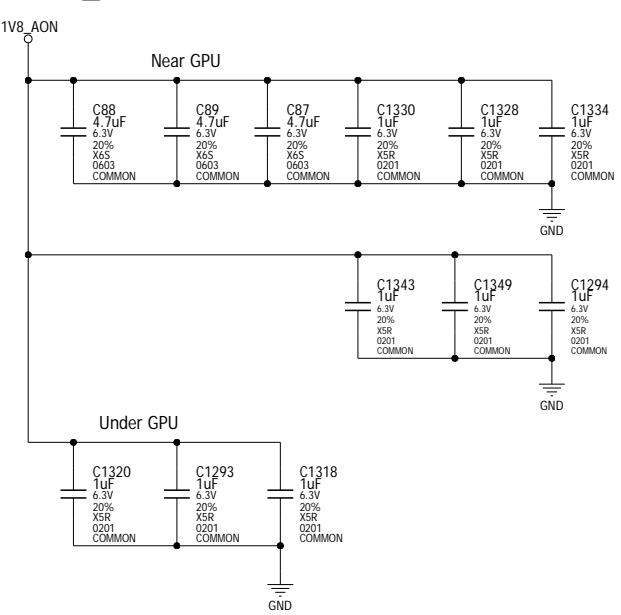 1V8_AON
Near GPU
C88
4.7uF
6.3V
20%
X6S
0603
COMMON
C89
4.7uF
6.3V
20%
X6S
0603
COMMON
C87
4.7uF
6.3V
20%
X6S
0603
COMMON
C1330
1uF
6.3V
20%
X5R
0201
COMMON
C1328
1uF
6.3V
20%
X5R
0201
COMMON
C1334
1uF
6.3V
20%
X5R
0201
COMMON
GND
C1343
1uF
6.3V
20%
X5R
0201
COMMON
C1349
1uF
6.3V
20%
X5R
0201
COMMON
C1294
1uF
6.3V
20%
X5R
0201
COMMON
GND
Under GPU
C1320
1uF
6.3V
20%
X5R
0201
COMMON
C1293
1uF
6.3V
20%
X5R
0201
COMMON
C1318
1uF
6.3V
20%
X5R
0201
COMMON
GND